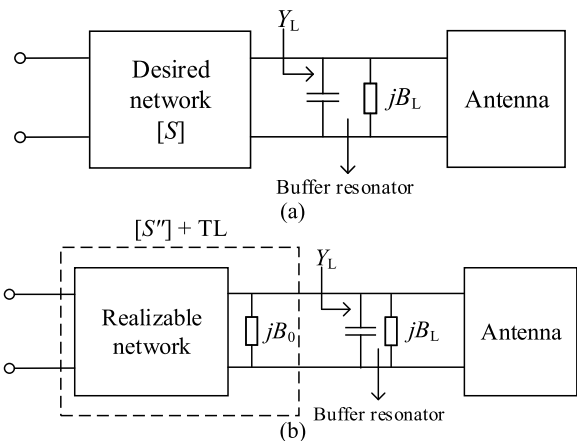 Y_L
Desired
network
[S]
jB_L
Antenna
Buffer resonator
(a)
[S″] + TL
Y_L
Realizable
network
jB_0
jB_L
Antenna
Buffer resonator
(b)